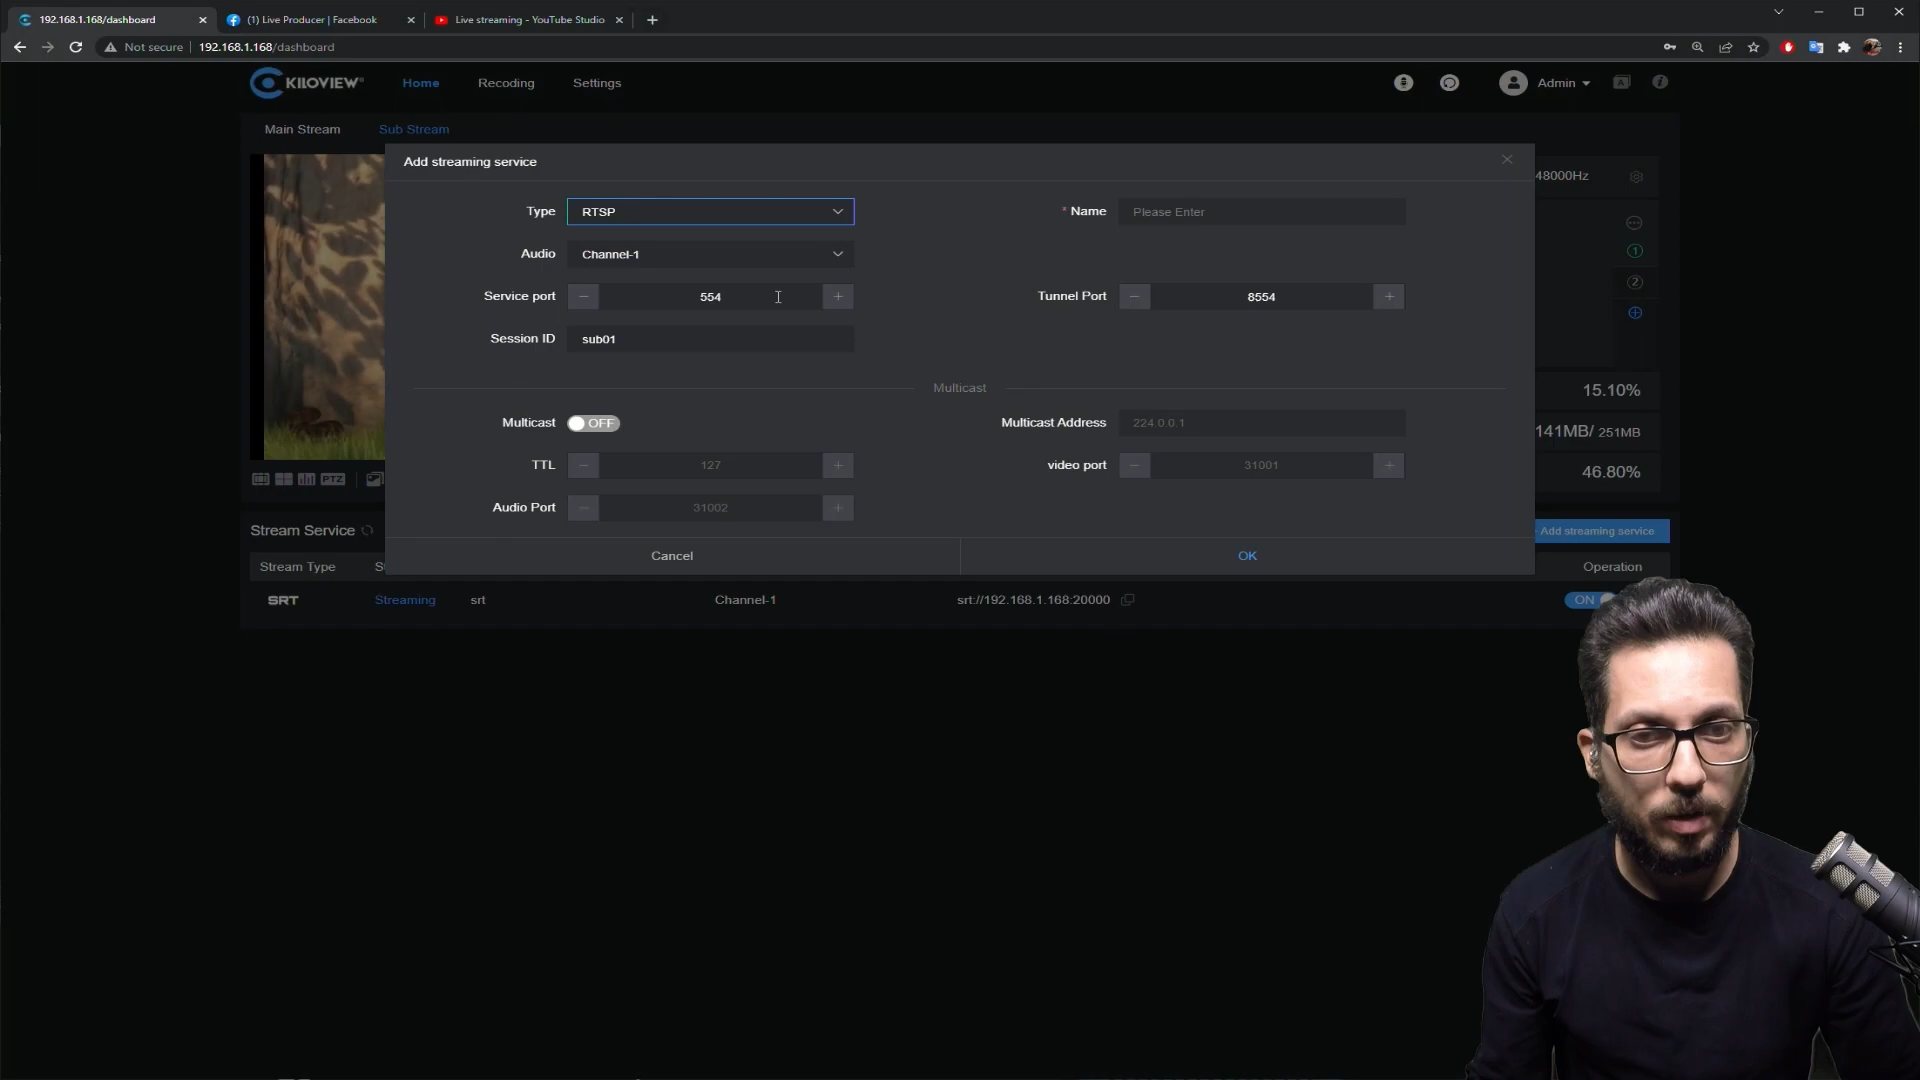 192.168.1.168/dashboard
(1) Live Producer | Facebook
Live streaming - YouTube Studio
Not secure
192.168.1.168/dashboard
KILOVIEW
Home
Recoding
Settings
Admin
Main Stream
Sub Stream
Add streaming service
48000Hz
Type
RTSP
* Name
Please Enter
Audio
Channel-1
1
Service port
554
Tunnel Port
8554
2
Session ID
sub01
Multicast
15.10%
Multicast
OFF
Multicast Address
224.0.0.1
141MB/ 251MB
TTL
127
video port
31001
46.80%
PTZ
Audio Port
31002
Stream Service
Add streaming service
Cancel
OK
Stream Type
Operation
SRT
Streaming
srt
Channel-1
srt://192.168.1.168:20000
ON